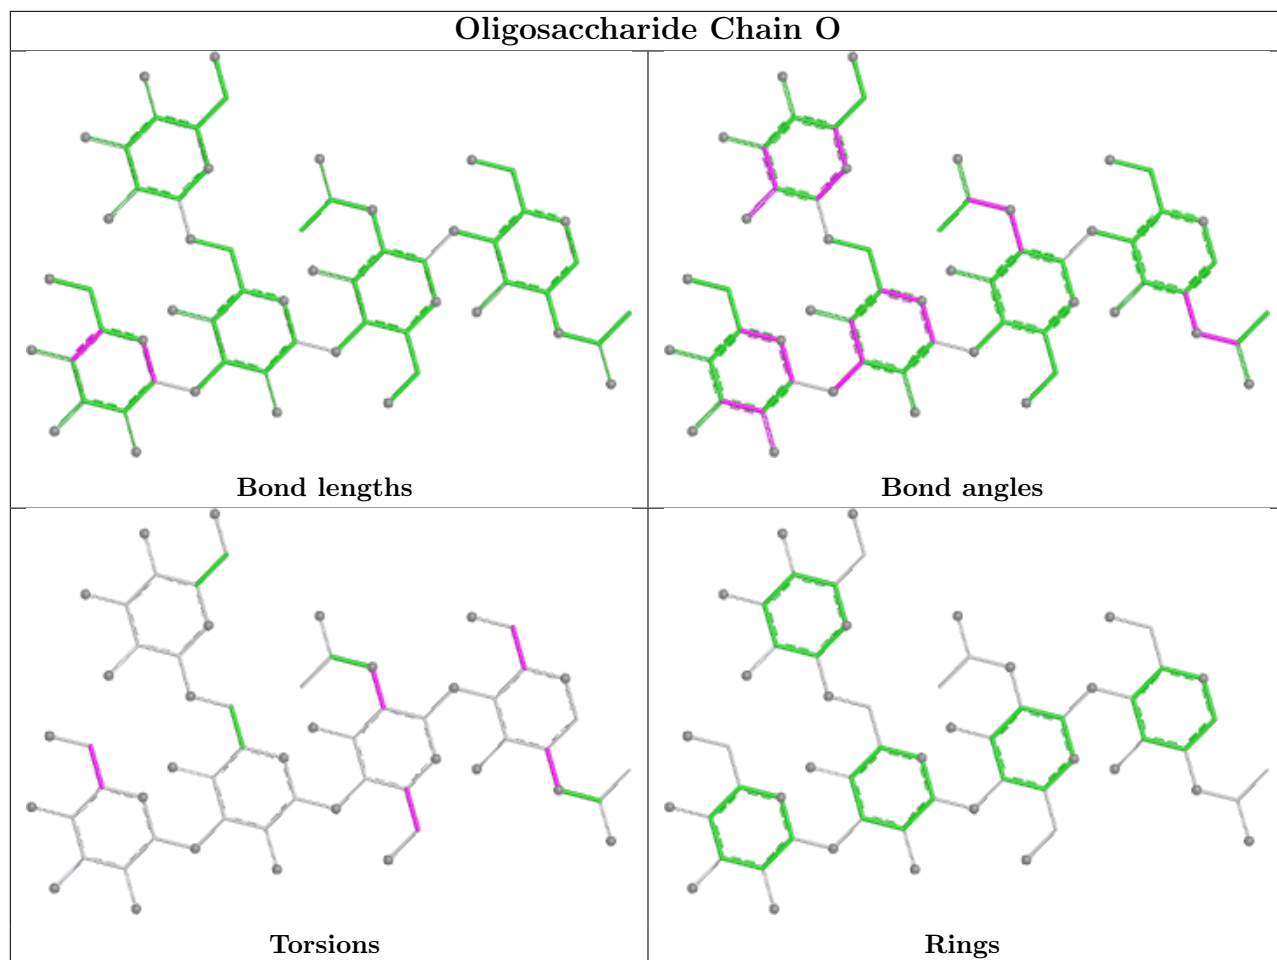 Oligosaccharide Chain O
Bond lengths
Bond angles
Torsions
Rings